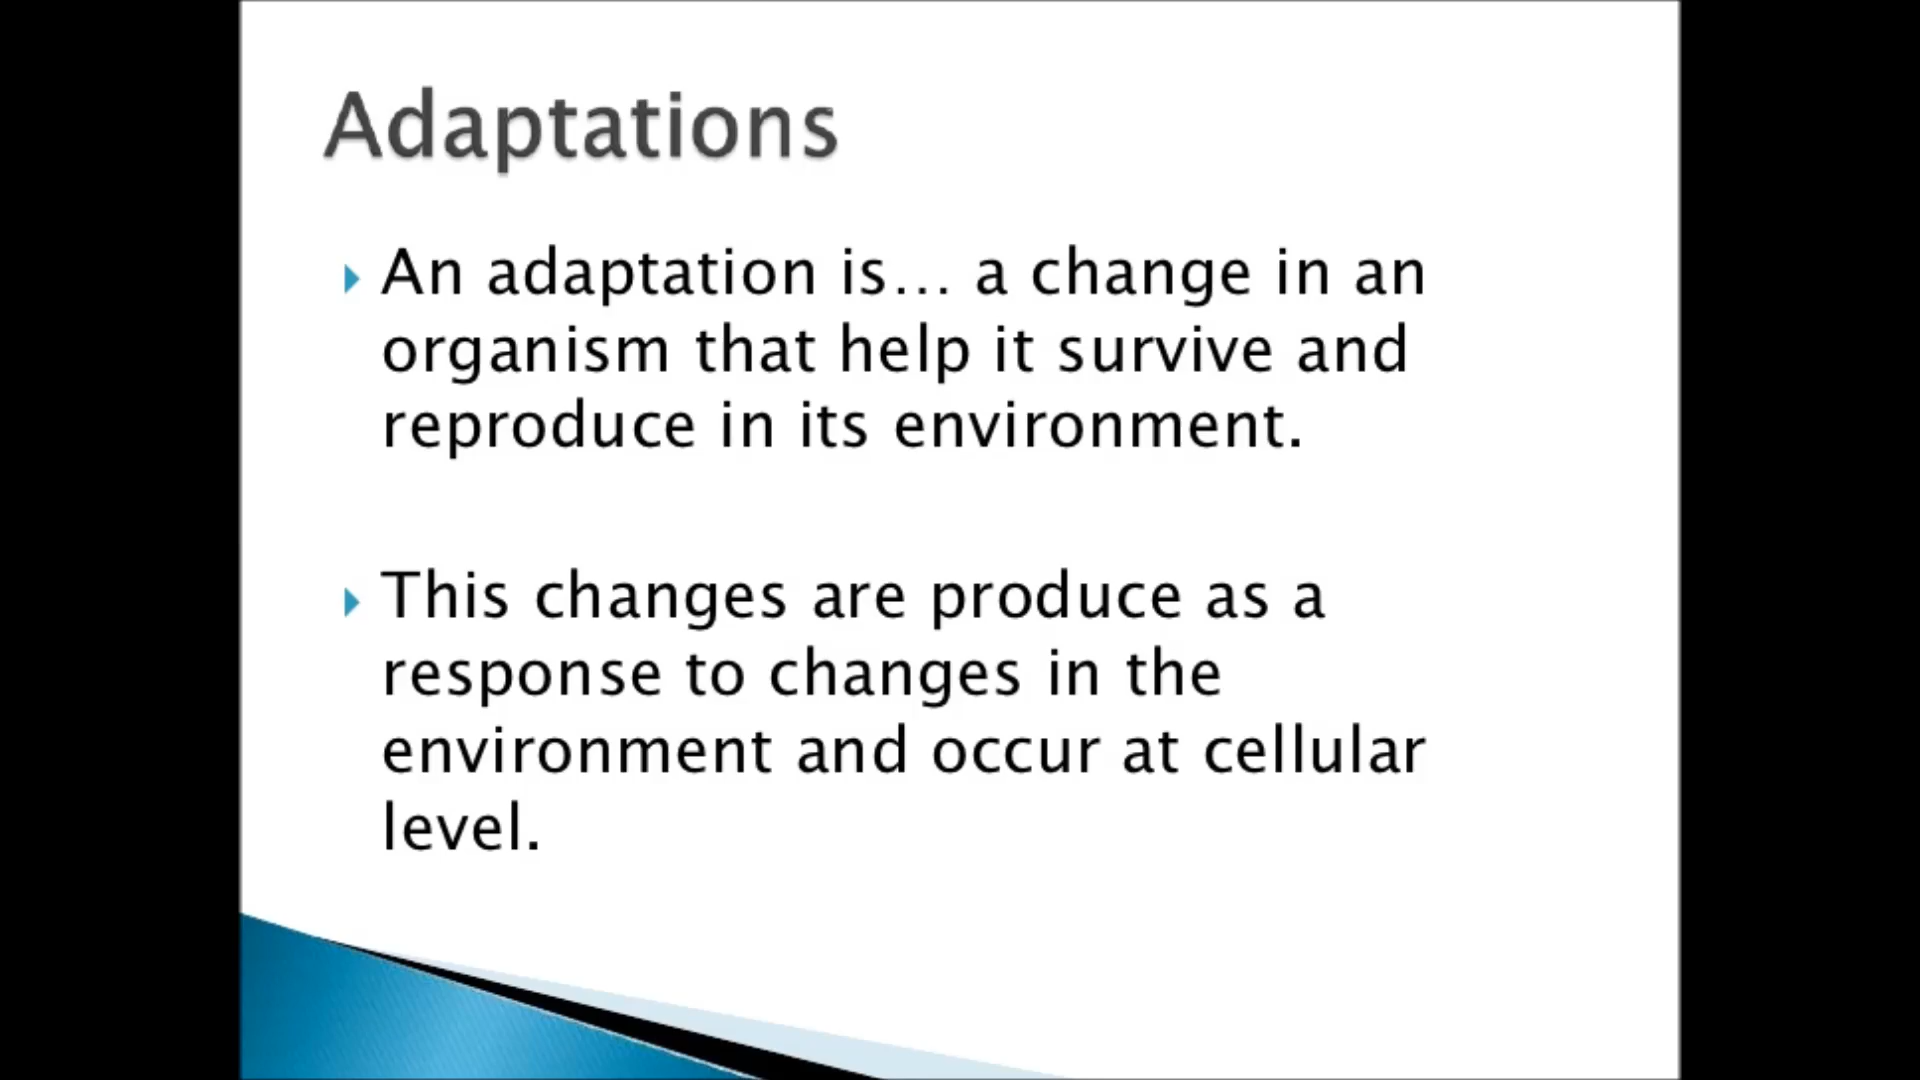 Adaptations
An adaptation is... a change in an
organism that help it survive and
reproduce in its environment.
This changes are produce as a
response to changes in the
environment and occur at cellular
level.